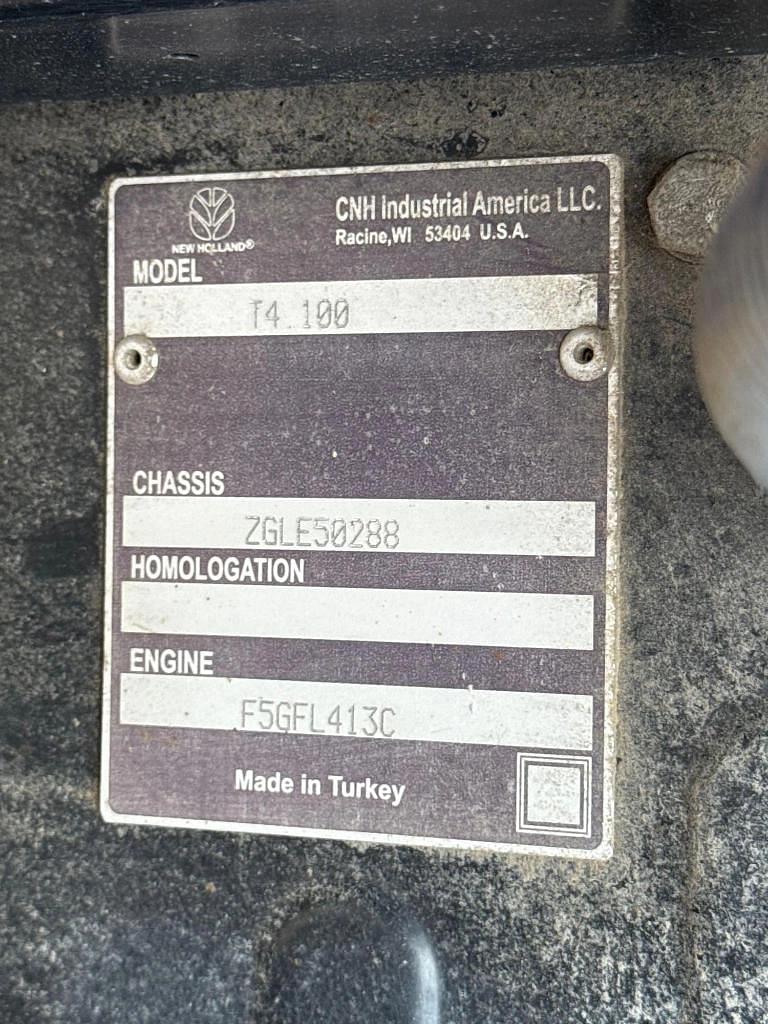 CNH Industrial America LLC.
Racine,WI 53404 U.S.A.
NEW HOLLAND®
MODEL
T4.100
CHASSIS
ZGLE50288
HOMOLOGATION
ENGINE
F5GFL413C
Made in Turkey